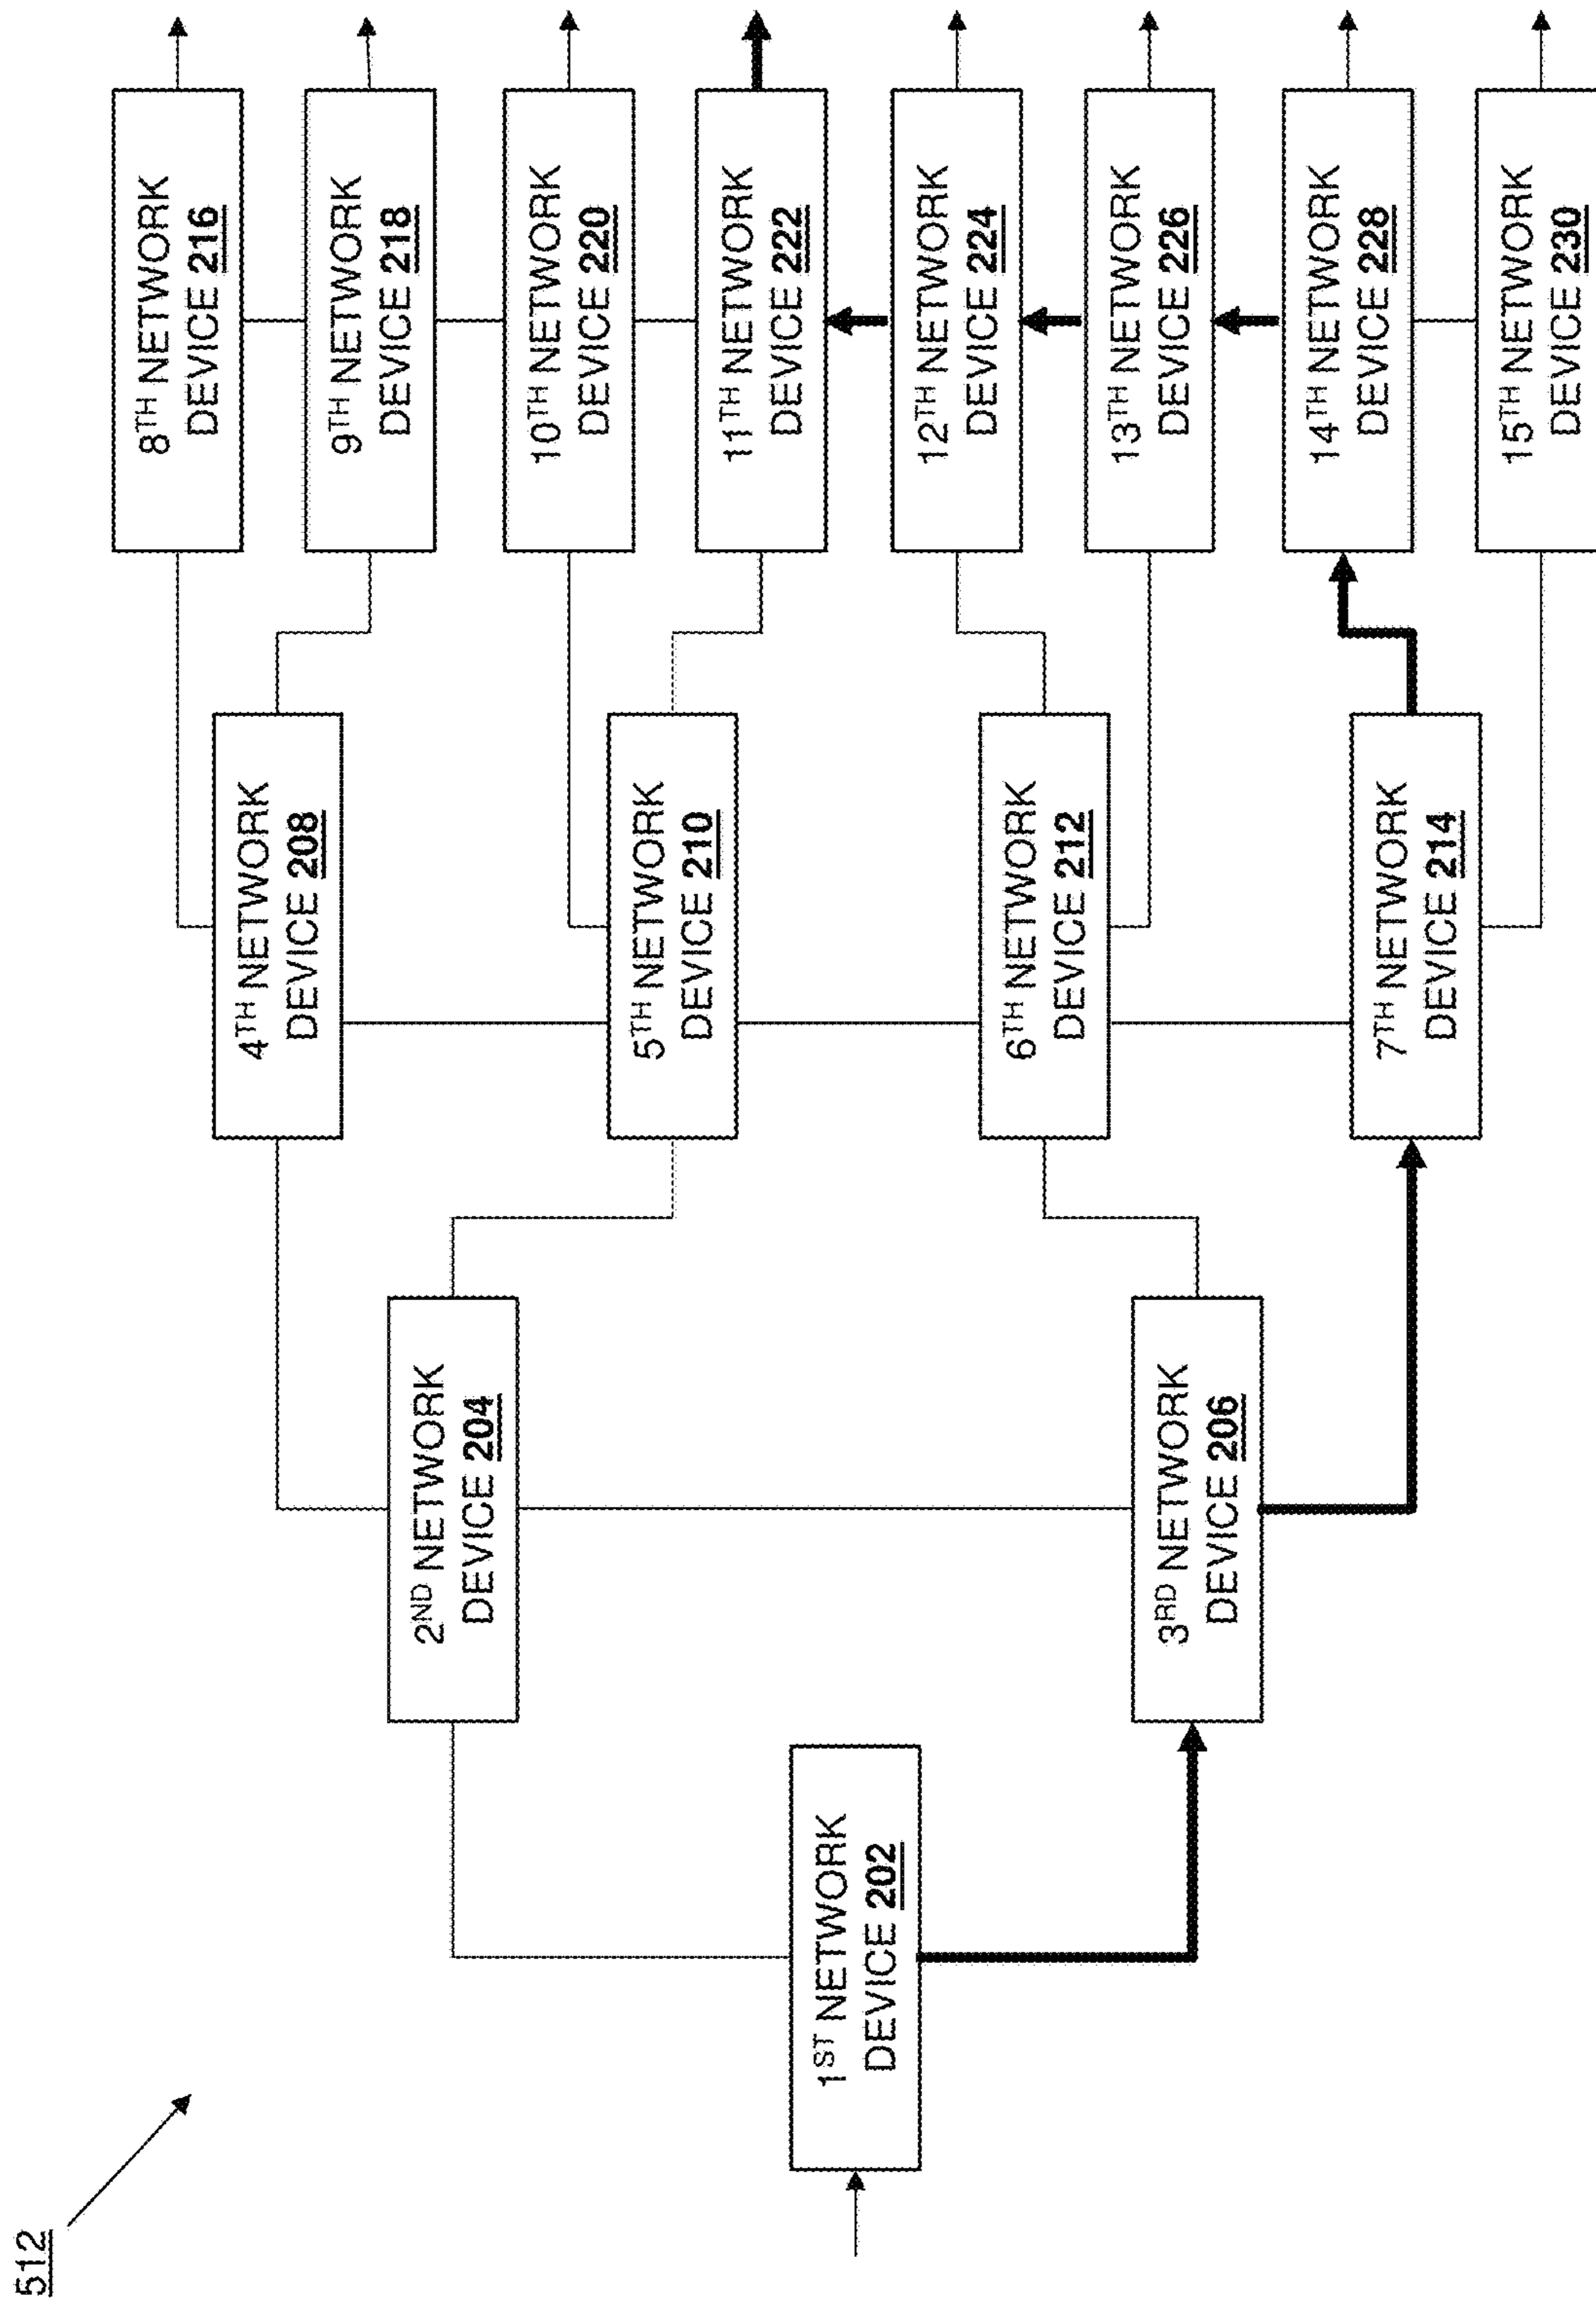 512
1ST NETWORK
DEVICE 202
2ND NETWORK
DEVICE 204
3RD NETWORK
DEVICE 206
4TH NETWORK
DEVICE 208
5TH NETWORK
DEVICE 210
6TH NETWORK
DEVICE 212
7TH NETWORK
DEVICE 214
8TH NETWORK
DEVICE 216
9TH NETWORK
DEVICE 218
10TH NETWORK
DEVICE 220
11TH NETWORK
DEVICE 222
12TH NETWORK
DEVICE 224
13TH NETWORK
DEVICE 226
14TH NETWORK
DEVICE 228
15TH NETWORK
DEVICE 230